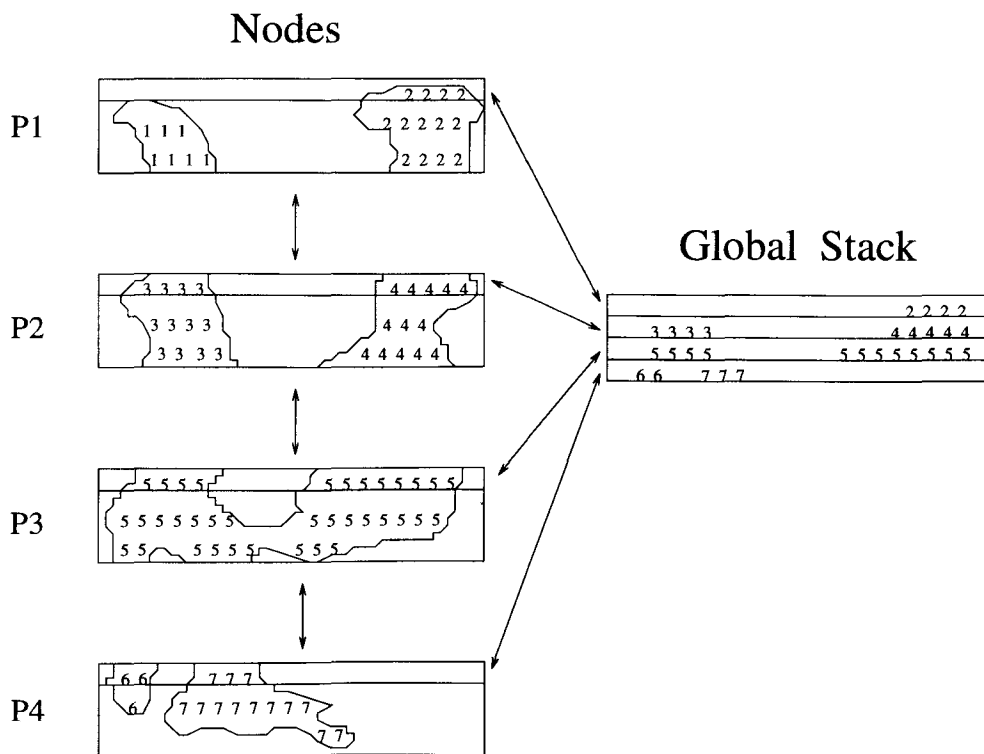 Nodes
P1
2 2 2 2
1 1 1
2 2 2 2 2
1 1 1 1
2 2 2 2
P2
3 3 3 3
4 4 4 4 4
3 3 3 3
4 4 4
3 3 3 3
4 4 4 4 4
P3
5 5 5 5
5 5 5 5 5 5 5 5
5 5 5 5 5 5 5
5 5 5 5 5 5 5 5
5 5
5 5 5 5
5 5 5
P4
6 6
7 7 7
6
7 7 7 7 7 7 7 7
7 7
Global Stack
2 2 2 2
3 3 3 3
4 4 4 4 4
5 5 5 5
5 5 5 5 5 5 5 5
6 6
7 7 7